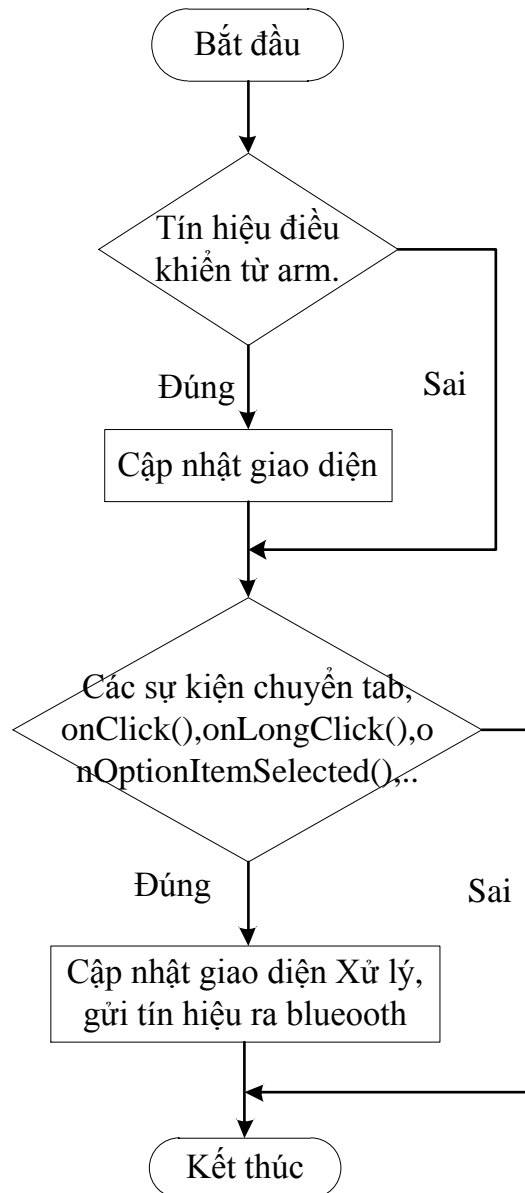 Bắt đầu
Tín hiệu điều
khiển từ arm.
Đúng
Sai
Cập nhật giao diện
Các sự kiện chuyển tab,
onClick(),onLongClick(),o
nOptionItemSelected(),..
Đúng
Sai
Cập nhật giao diện Xử lý,
gửi tín hiệu ra blueooth
Kết thúc